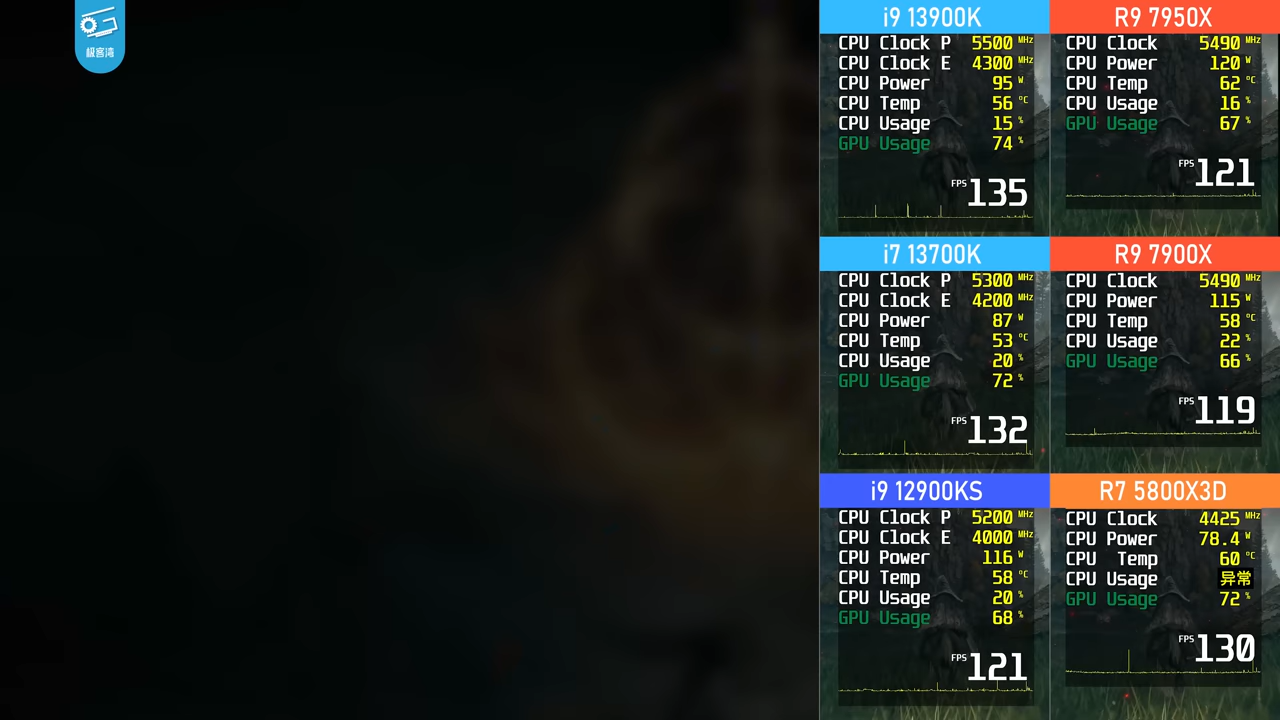 极客湾
i9 13900K
CPU Clock P 5500 MHz
CPU Clock E 4300 MHz
CPU Power 95 W
CPU Temp 56 °C
CPU Usage 15 %
GPU Usage 74 %
FPS 135
R9 7950X
CPU Clock 5490 MHz
CPU Power 120 W
CPU Temp 62 °C
CPU Usage 16 %
GPU Usage 67 %
FPS 121
i7 13700K
CPU Clock P 5300 MHz
CPU Clock E 4200 MHz
CPU Power 87 W
CPU Temp 53 °C
CPU Usage 20 %
GPU Usage 72 %
FPS 132
R9 7900X
CPU Clock 5490 MHz
CPU Power 115 W
CPU Temp 58 °C
CPU Usage 22 %
GPU Usage 66 %
FPS 119
i9 12900KS
CPU Clock P 5200 MHz
CPU Clock E 4000 MHz
CPU Power 116 W
CPU Temp 58 °C
CPU Usage 20 %
GPU Usage 68 %
FPS 121
R7 5800X3D
CPU Clock 4425 MHz
CPU Power 78.4 W
CPU Temp 60 °C
CPU Usage 异常
GPU Usage 72 %
FPS 130